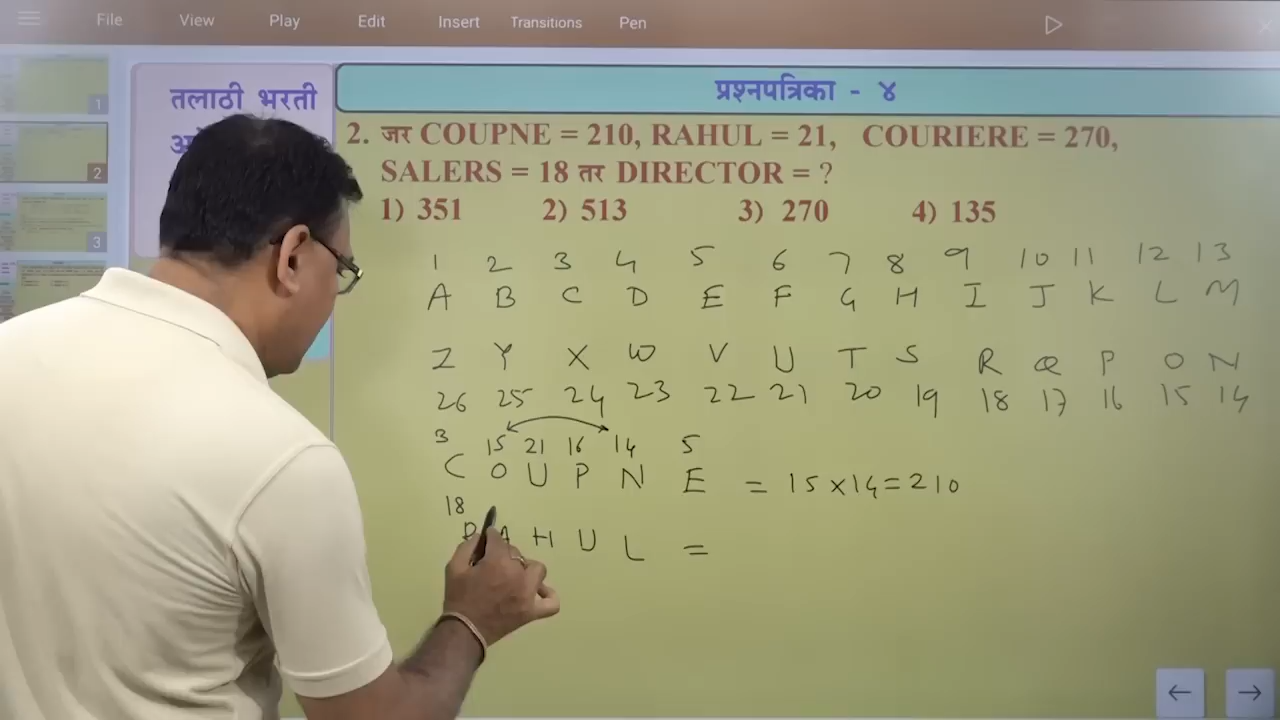 File View Play Edit Insert Transitions Pen
तलाठी भरती
प्रश्नपत्रिका - ४
1
2
3
2. जर COUPNE = 210, RAHUL = 21, COURIERE = 270,
SALERS = 18 तर DIRECTOR = ?
1) 351 2) 513 3) 270 4) 135
1 2 3 4 5 6 7 8 9 10 11 12 13
A B C D E F G H I J K L M
Z Y X W V U T S R Q P O N
26 25 24 23 22 21 20 19 18 17 16 15 14
3 15 21 16 14 5
C O U P N E = 15 x 14 = 210
18
R A H U L =